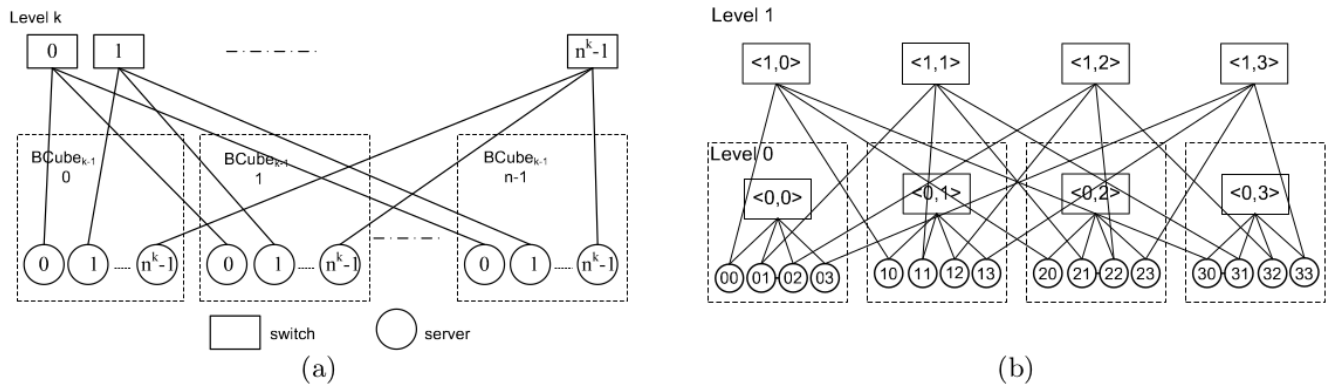 Level k
0 1 n^k-1
BCube_k-1 0
BCube_k-1 1
BCube_k-1 n-1
0 1 n^k-1 0 1 n^k-1 0 1 n^k-1
switch server
(a)
Level 1
<1,0> <1,1> <1,2> <1,3>
Level 0
<0,0> <0,1> <0,2> <0,3>
00 01 02 03 10 11 12 13 20 21 22 23 30 31 32 33
(b)